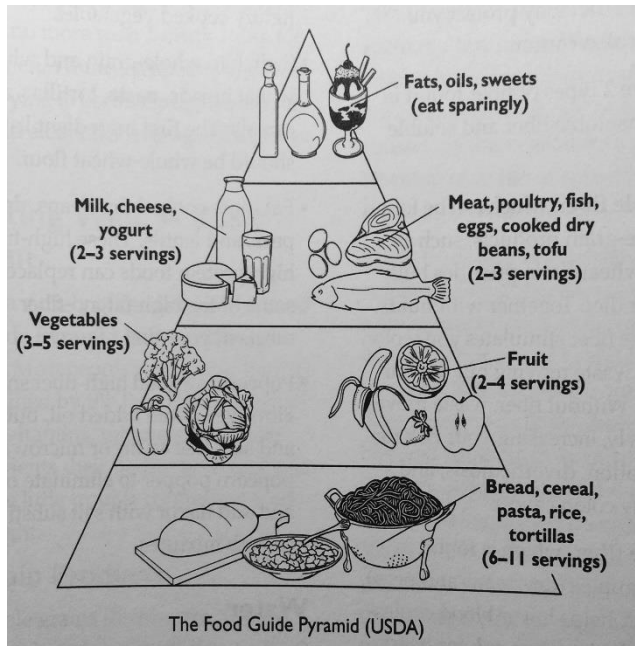 Fats, oils, sweets
(eat sparingly)
Milk, cheese,
yogurt
(2–3 servings)
Meat, poultry, fish,
eggs, cooked dry
beans, tofu
(2–3 servings)
Vegetables
(3–5 servings)
Fruit
(2–4 servings)
Bread, cereal,
pasta, rice,
tortillas
(6–11 servings)
The Food Guide Pyramid (USDA)